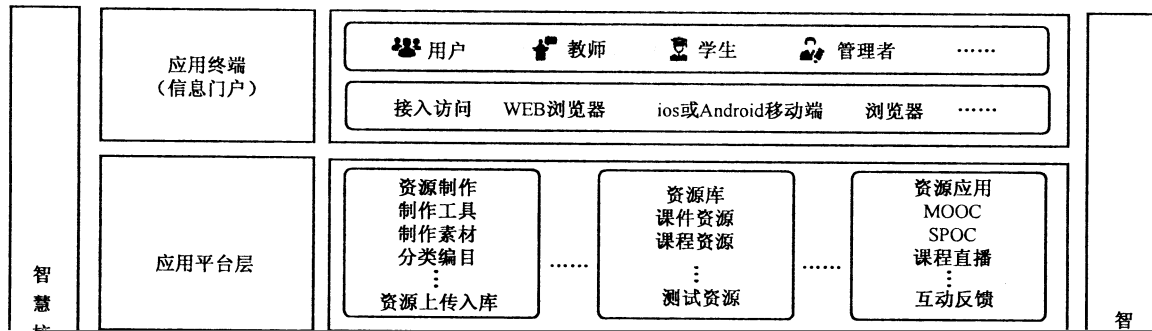 应用终端
（信息门户）
用户 教师 学生 管理者 ……
接入访问 WEB浏览器 ios或Android移动端 浏览器 ……
应用平台层
资源制作
制作工具
制作素材
分类编目
⋮
资源上传入库
……
资源库
课件资源
课程资源
⋮
测试资源
……
资源应用
MOOC
SPOC
课程直播
⋮
互动反馈
智
慧
智